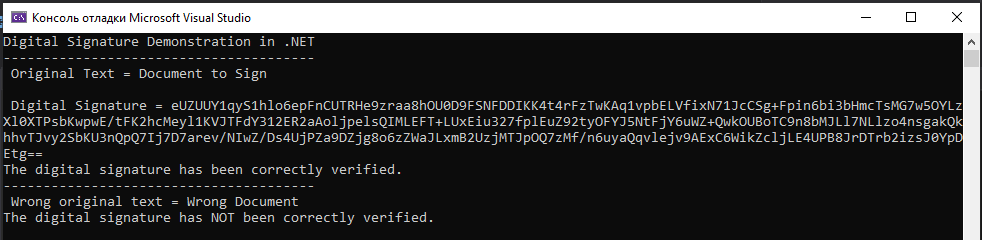 Консоль отладки Microsoft Visual Studio
Digital Signature Demonstration in .NET
---------------------------------------
Original Text = Document to Sign
Digital Signature = eUZUUY1qyS1hlo6epFnCUTRHe9zraa8hOU0D9FSNFDDIKK4t4rFzTwKAq1vpbELVfixN71JcCSg+Fpin6bi3bHmcTsMG7w5OYLz
Xl0XTPsbKwpwE/tFK2hcMeyl1KVJTFdY312ER2aAoljpelsQIMLEFT+LUxEiu327fplEuZ92tyOFYJ5NtFjY6uWZ+QwkOUBoTC9n8bMJLl7NLlzo4nsgakQk
hhvTJvy2SbKU3nQpQ7Ij7D7arev/NIwZ/Ds4UjPZa9DZjg8o6zZWaJLxmB2UzjMTJpOQ7zMf/n6uyaQqvlejv9AExC6WikZcljLE4UPB8JrDTrb2izsJ0YpD
Etg==
The digital signature has been correctly verified.
---------------------------------------
Wrong original text = Wrong Document
The digital signature has NOT been correctly verified.